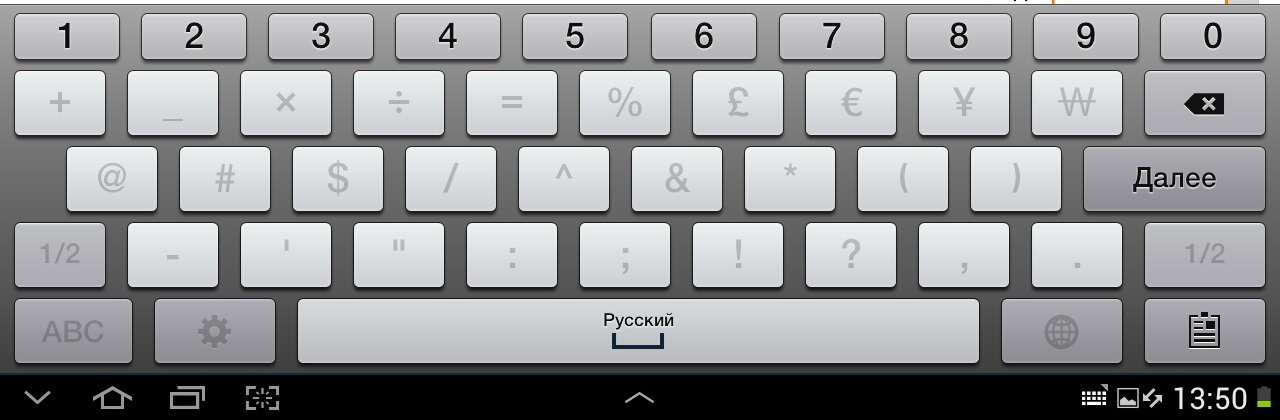 1 2 3 4 5 6 7 8 9 0
+ _ × ÷ = % £ € ¥ ₩
@ # $ / ^ & * ( ) Далее
1/2 - ' " : ; ! ? , . 1/2
ABC Русский
13:50